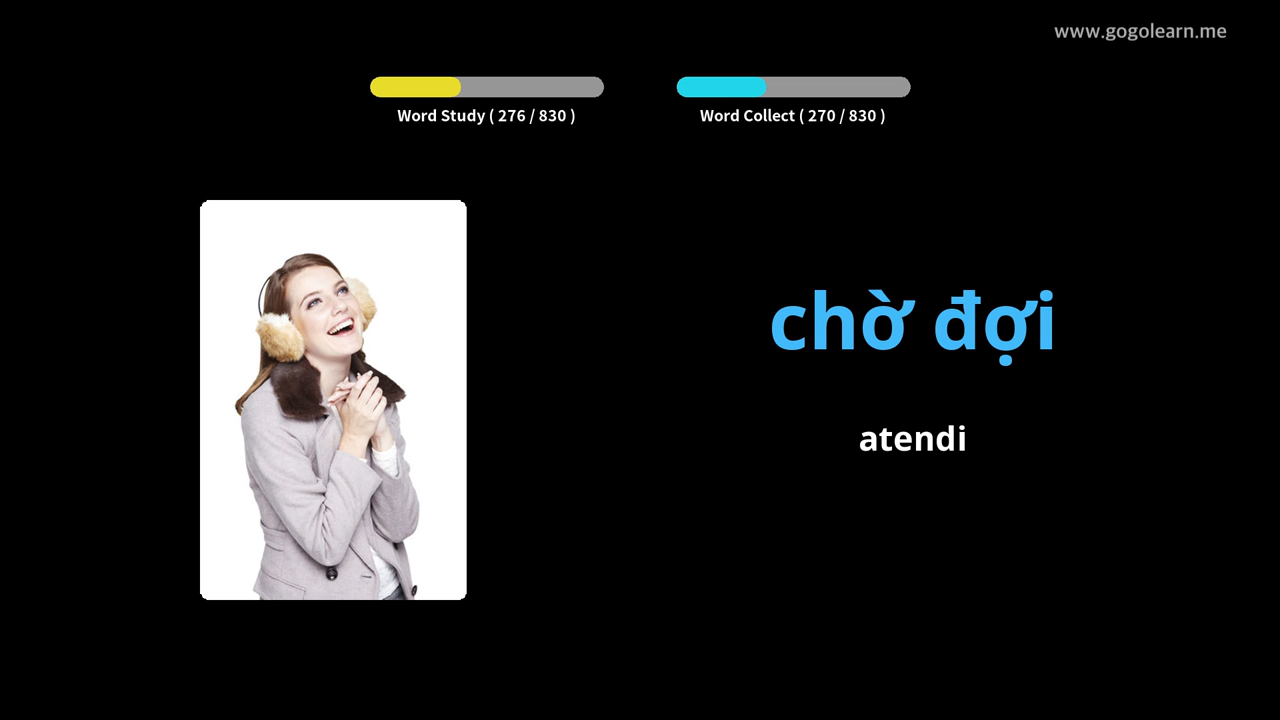 www.gogolearn.me
Word Study ( 276 / 830 )
Word Collect ( 270 / 830 )
chờ đợi
atendi